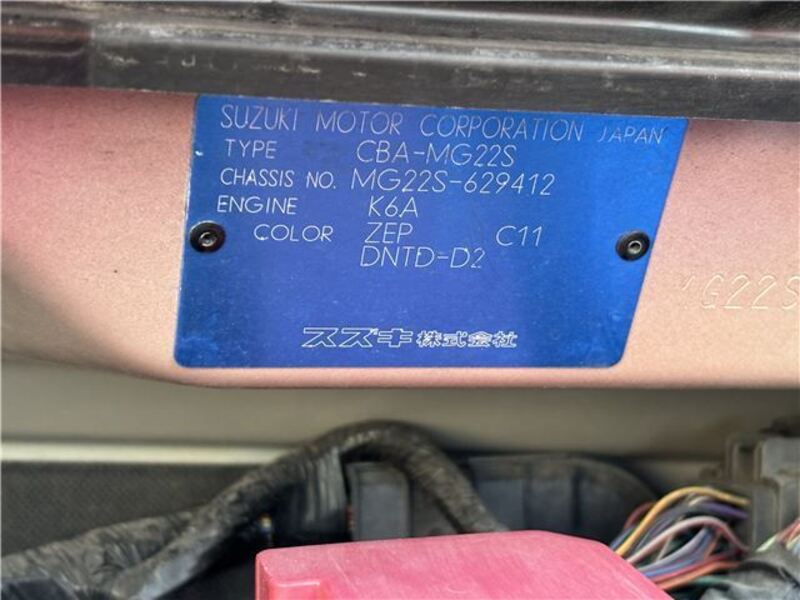 SUZUKI MOTOR CORPORATION JAPAN
TYPE CBA-MG22S
CHASSIS NO. MG22S-629412
ENGINE K6A
COLOR ZEP C11
DNTD-D2
スズキ株式会社
MG22S